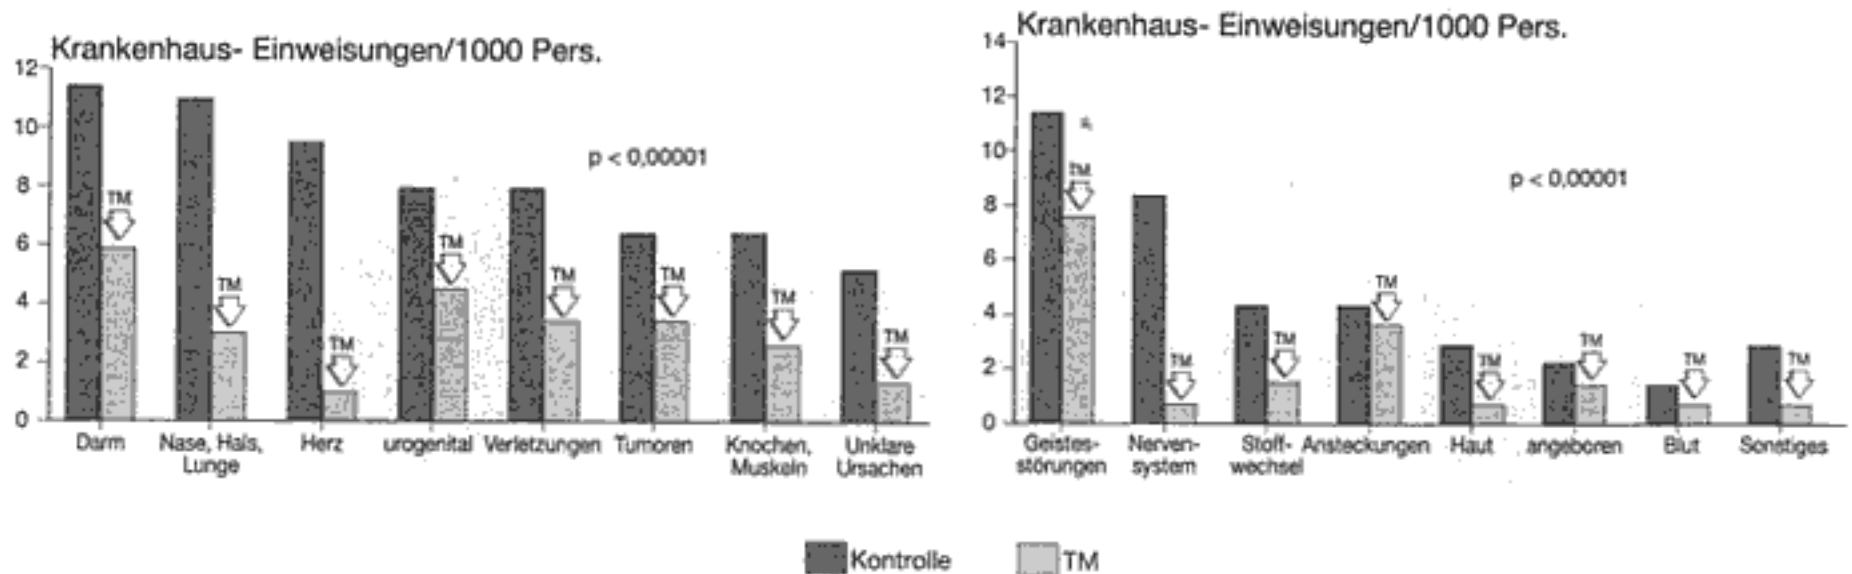 Krankenhaus- Einweisungen/1000 Pers.
12
10
8
6
4
2
0
p < 0,00001
TM
TM
TM
TM
TM
TM
TM
TM
Darm
Nase, Hals,
Lunge
Herz
urogenital
Verletzungen
Tumoren
Knochen,
Muskeln
Unklare
Ursachen
Krankenhaus- Einweisungen/1000 Pers.
14
12
10
8
6
4
2
0
p < 0,00001
TM
TM
TM
TM
TM
TM
TM
TM
Geistes-
störungen
Nerven-
system
Stoff-
wechsel
Ansteckungen
Haut
angeboren
Blut
Sonstiges
Kontrolle
TM